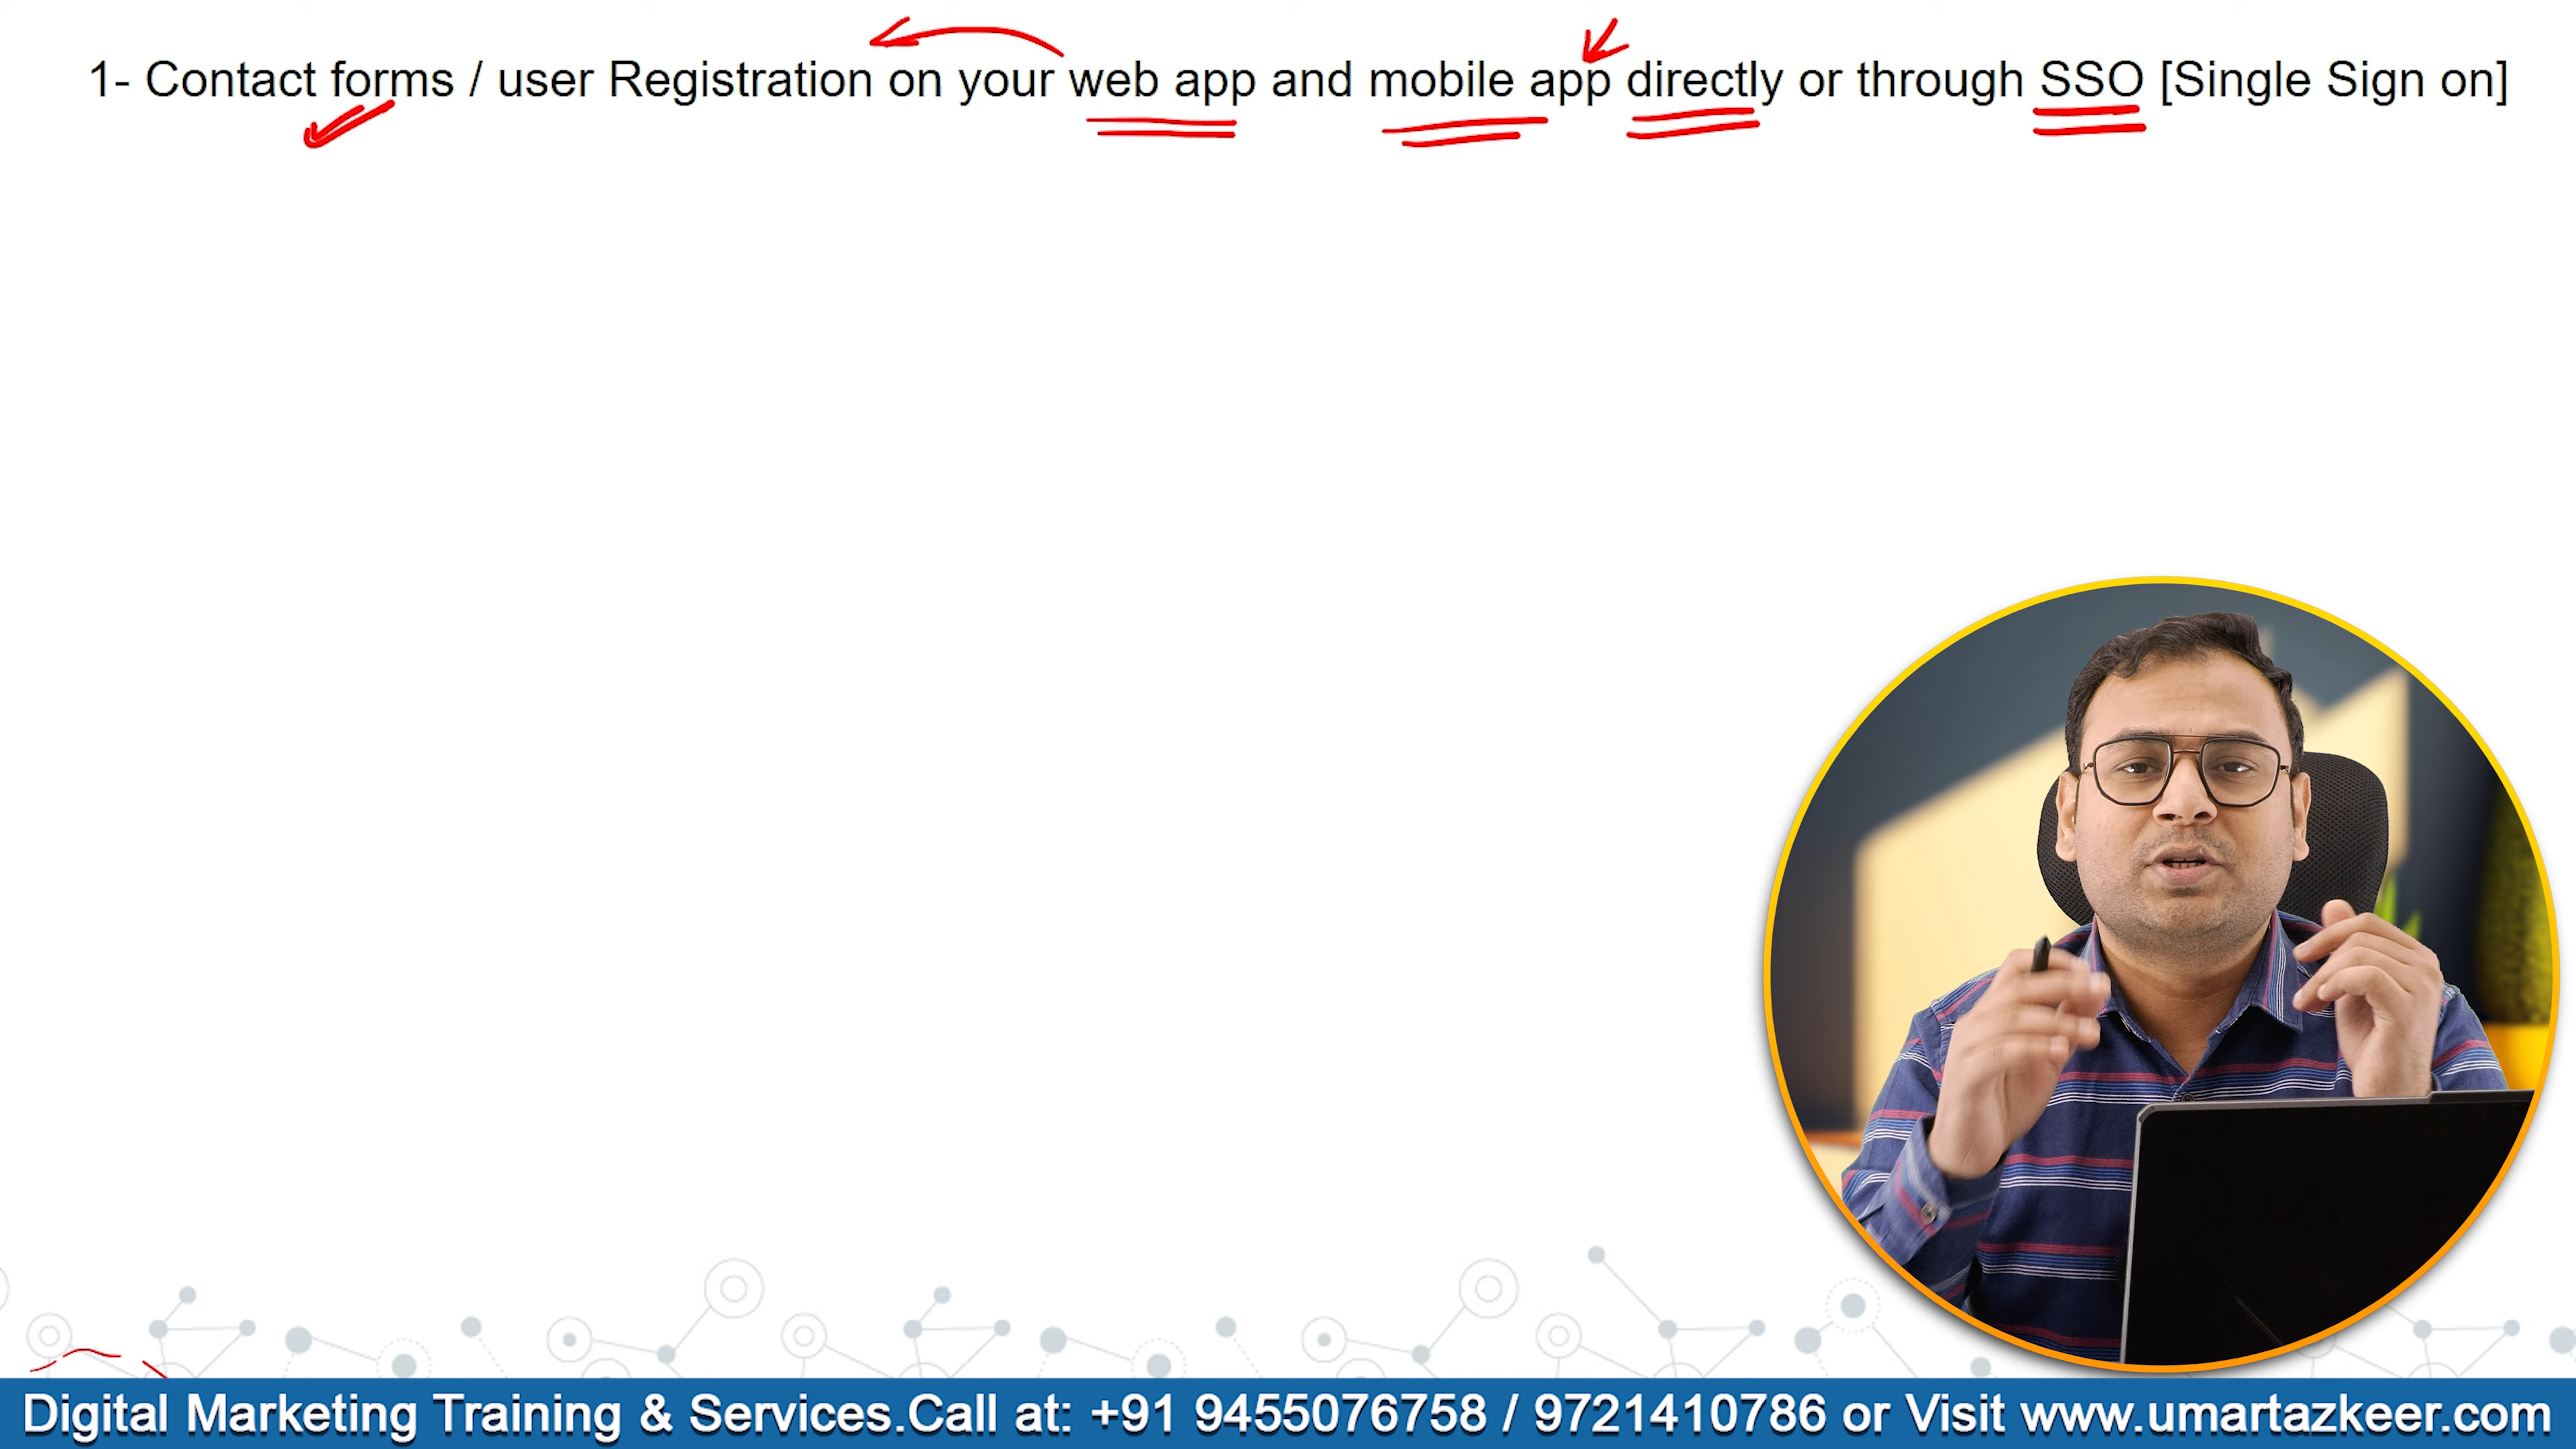 1- Contact forms / user Registration on your web app and mobile app directly or through SSO [Single Sign on]
Digital Marketing Training & Services.Call at: +91 9455076758 / 9721410786 or Visit www.umartazkeer.com